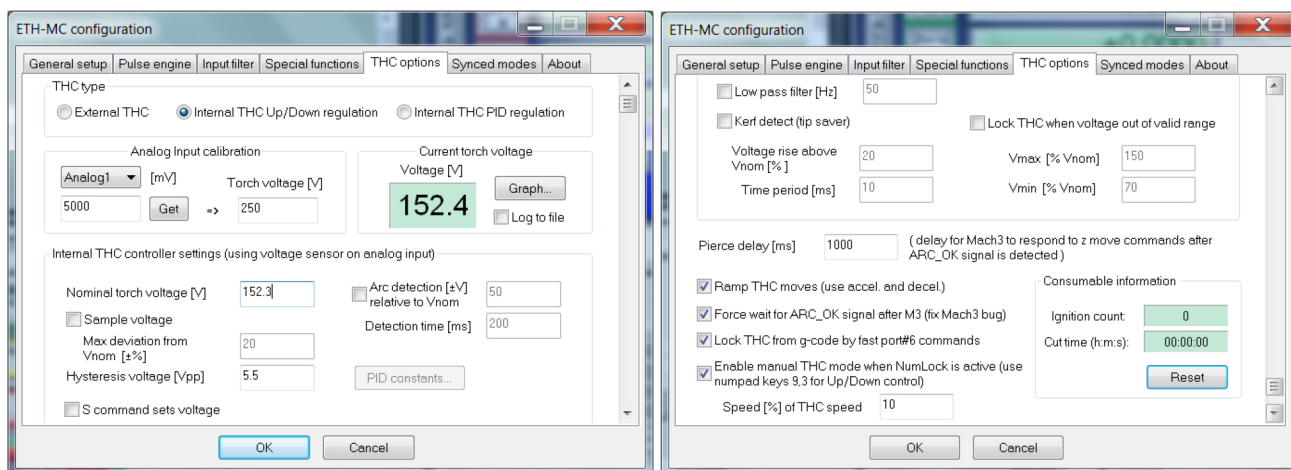 ETH-MC configuration
General setup Pulse engine Input filter Special functions THC options Synced modes About
THC type
External THC Internal THC Up/Down regulation Internal THC PID regulation
Analog Input calibration
Analog1 [mV] Torch voltage [V]
5000 Get => 250
Current torch voltage
Voltage [V]
152.4 Graph...
Log to file
Internal THC controller settings (using voltage sensor on analog input)
Nominal torch voltage [V] 152.3
Sample voltage
Max deviation from
Vnom [±%] 20
Hysteresis voltage [Vpp] 5.5
S command sets voltage
Arc detection [±V]
relative to Vnom 50
Detection time [ms] 200
PID constants...
OK Cancel
ETH-MC configuration
General setup Pulse engine Input filter Special functions THC options Synced modes About
Low pass filter [Hz] 50
Kerf detect (tip saver)
Voltage rise above
Vnom [% ] 20
Time period [ms] 10
Lock THC when voltage out of valid range
Vmax [% Vnom] 150
Vmin [% Vnom] 70
Pierce delay [ms] 1000 ( delay for Mach3 to respond to z move commands after
ARC_OK signal is detected )
Ramp THC moves (use accel. and decel.)
Force wait for ARC_OK signal after M3 (fix Mach3 bug)
Lock THC from g-code by fast port#6 commands
Enable manual THC mode when NumLock is active (use
numpad keys 9,3 for Up/Down control)
Speed [%] of THC speed 10
Consumable information
Ignition count: 0
Cut time (h:m:s): 00:00:00
Reset
OK Cancel